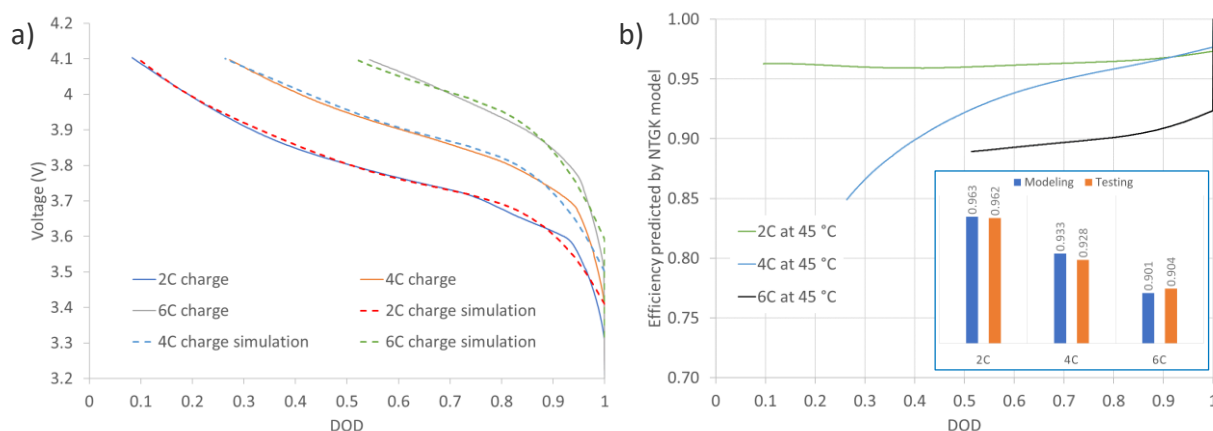 a)
Voltage (V)
4.2
4.1
4
3.9
3.8
3.7
3.6
3.5
3.4
3.3
3.2
2C charge
4C charge
6C charge
2C charge simulation
4C charge simulation
6C charge simulation
0 0.1 0.2 0.3 0.4 0.5 0.6 0.7 0.8 0.9 1
DOD
b)
Efficiency predicted by NTGK model
1.00
0.95
0.90
0.85
0.80
0.75
0.70
2C at 45 °C
4C at 45 °C
6C at 45 °C
Modeling Testing
0.963 0.962 0.933 0.928 0.901 0.904
2C 4C 6C
0 0.1 0.2 0.3 0.4 0.5 0.6 0.7 0.8 0.9 1
DOD